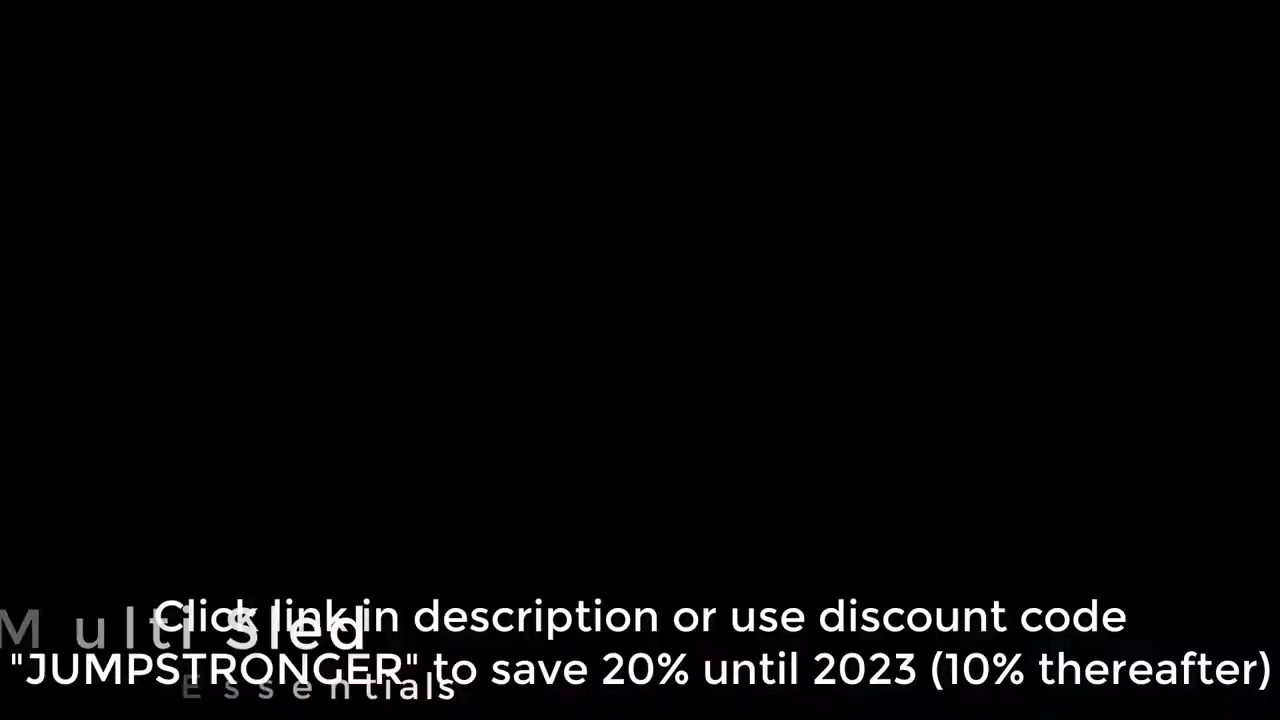 Click link in description or use discount code
Multi Sled
"JUMPSTRONGER" to save 20% until 2023 (10% thereafter)
Essentials